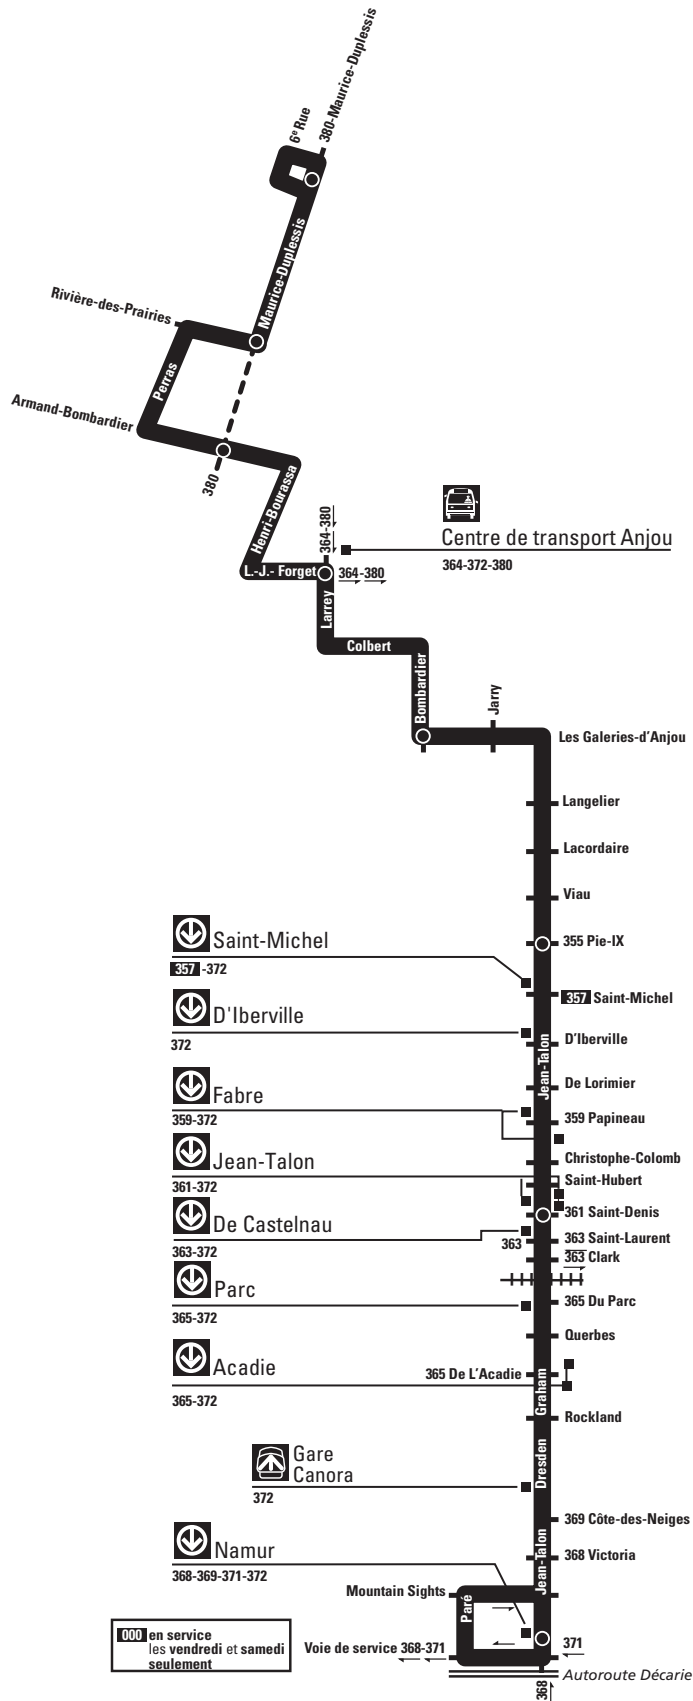 6e Rue
380-Maurice-Duplessis
Maurice-Duplessis
Rivière-des-Prairies
Perras
Armand-Bombardier
380
Henri-Bourassa
364-380
Centre de transport Anjou
364-372-380
L.-J.- Forget
364-380
Larrey
Colbert
Bombardier
Jarry
Les Galeries-d'Anjou
Langelier
Lacordaire
Viau
355 Pie-IX
Saint-Michel
357 -372
357 Saint-Michel
D'Iberville
372
D'Iberville
Jean-Talon
De Lorimier
Fabre
359-372
359 Papineau
Christophe-Colomb
Jean-Talon
361-372
Saint-Hubert
361 Saint-Denis
De Castelnau
363-372
363
363 Saint-Laurent
363 Clark
Parc
365-372
365 Du Parc
Querbes
Acadie
365-372
365 De L'Acadie
Graham
Rockland
Gare
Canora
372
Dresden
369 Côte-des-Neiges
Namur
368-369-371-372
368 Victoria
Jean-Talon
Mountain Sights
Paré
371
Voie de service 368-371
Autoroute Décarie
368
000 en service
les vendredi et samedi
seulement